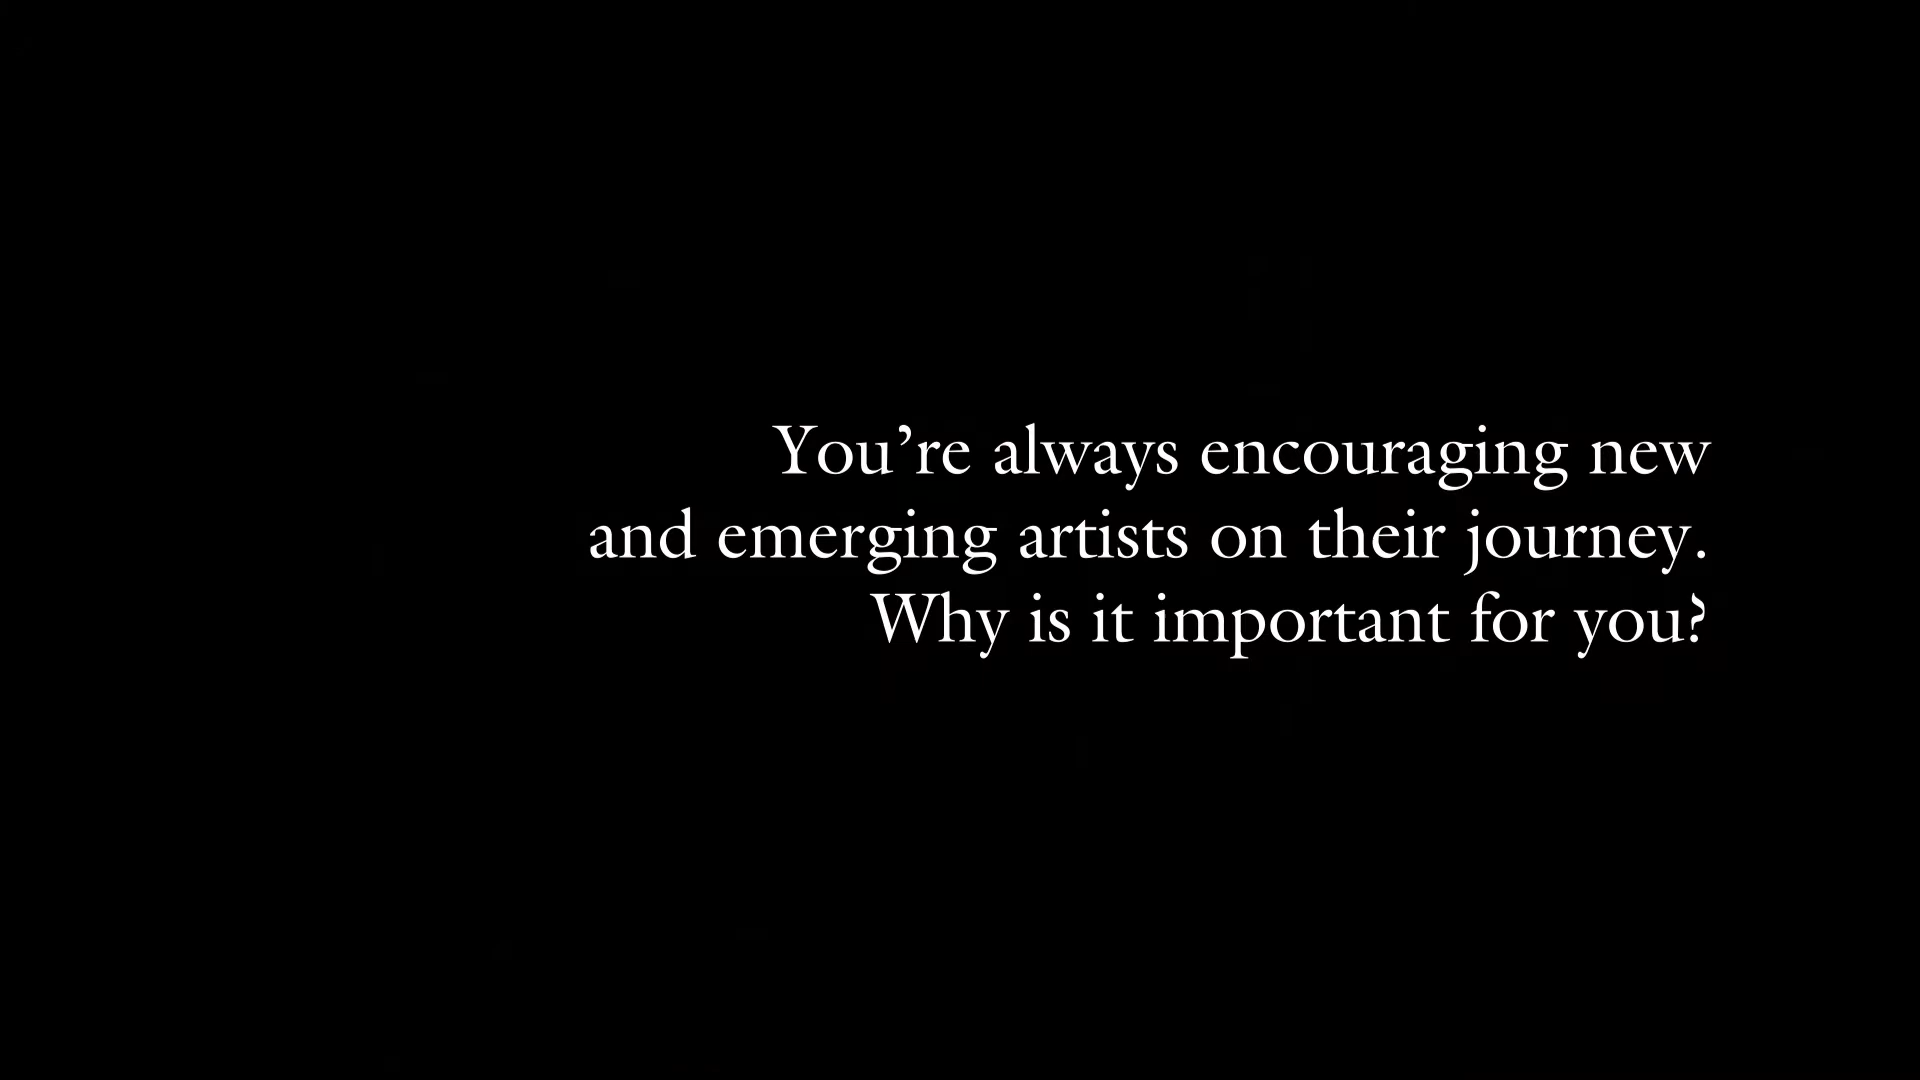 You’re always encouraging new
and emerging artists on their journey.
Why is it important for you?